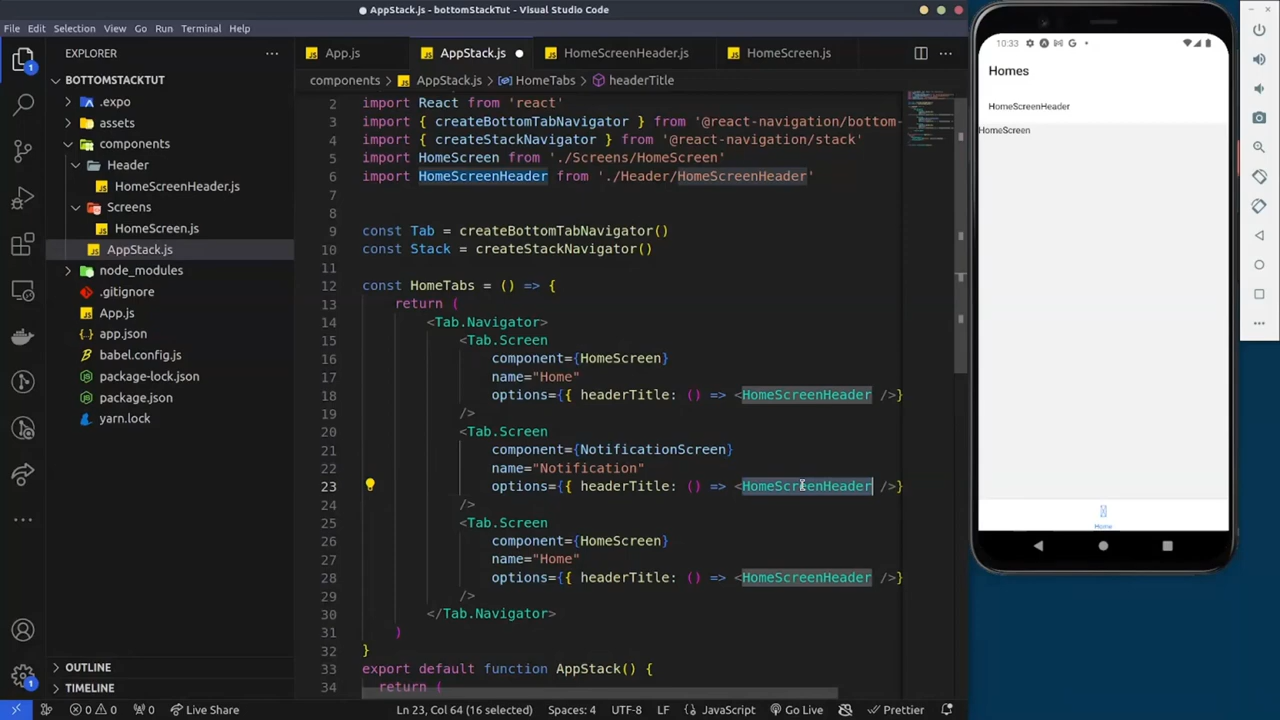 AppStack.js - bottomStackTut - Visual Studio Code
File Edit Selection View Go Run Terminal Help
EXPLORER
App.js
AppStack.js
HomeScreenHeader.js
HomeScreen.js
BOTTOMSTACKTUT
components > AppStack.js > HomeTabs > headerTitle
.expo
assets
components
Header
HomeScreenHeader.js
Screens
HomeScreen.js
AppStack.js
node_modules
.gitignore
App.js
app.json
babel.config.js
package-lock.json
package.json
yarn.lock
OUTLINE
TIMELINE
2 import React from 'react'
3 import { createBottomTabNavigator } from '@react-navigation/bottom-
4 import { createStackNavigator } from '@react-navigation/stack'
5 import HomeScreen from './Screens/HomeScreen'
6 import HomeScreenHeader from './Header/HomeScreenHeader'
7
8
9 const Tab = createBottomTabNavigator()
10 const Stack = createStackNavigator()
11
12 const HomeTabs = () => {
13 return (
14 <Tab.Navigator>
15 <Tab.Screen
16 component={HomeScreen}
17 name="Home"
18 options={{ headerTitle: () => <HomeScreenHeader />}
19 />
20 <Tab.Screen
21 component={NotificationScreen}
22 name="Notification"
23 options={{ headerTitle: () => <HomeScreenHeader />}
24 />
25 <Tab.Screen
26 component={HomeScreen}
27 name="Home"
28 options={{ headerTitle: () => <HomeScreenHeader />}
29 />
30 </Tab.Navigator>
31 )
32 }
33 export default function AppStack() {
34 return (
1
1
0 0 0 Live Share Ln 23, Col 64 (16 selected) Spaces: 4 UTF-8 LF JavaScript Go Live Prettier
10:33
Homes
HomeScreenHeader
HomeScreen
Home